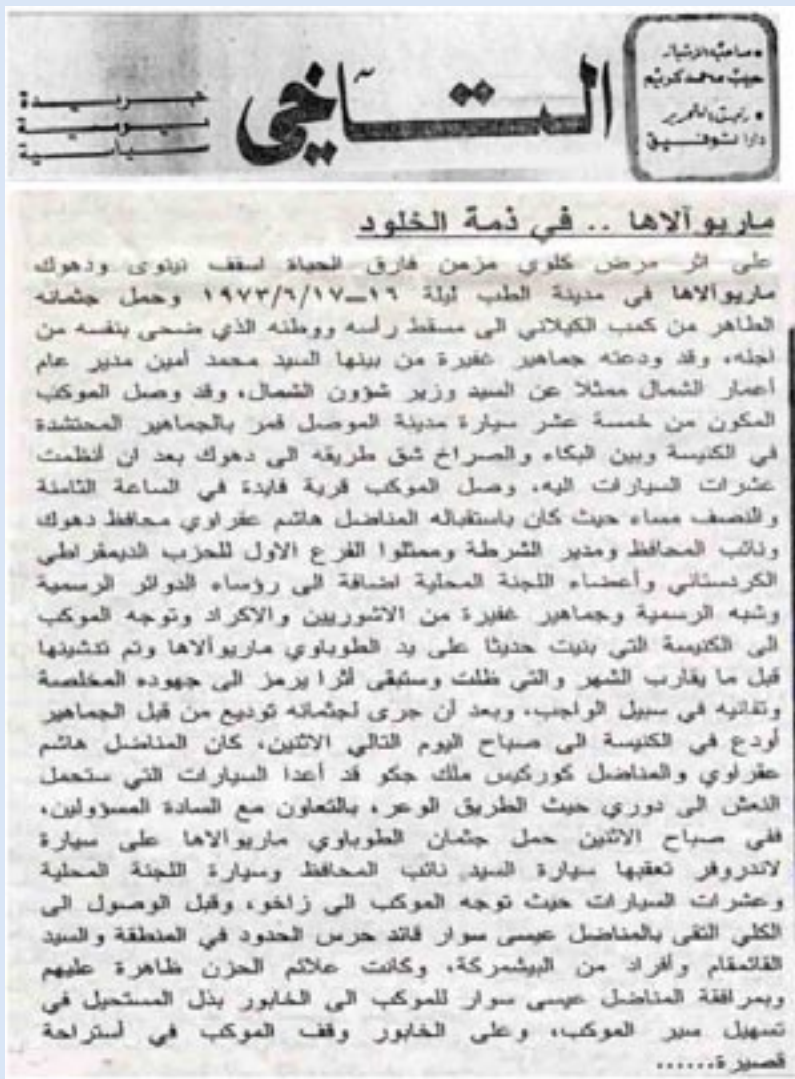 • صاحب الامتياز
حبيب محمد كريم
• رئيس التحرير
دارا توفيق
التآخي
جريدة
يومية
سياسية
ماريوآلاها .. في ذمة الخلود
على اثر مرض كلوي مزمن فارق الحياة اسقف نينوى ودهوك
ماريوآلاها في مدينة الطب ليلة ١٦–١٩٧٣/٦/١٧ وحمل جثمانه
الطاهر من كمب الكيلاني الى مسقط رأسه ووطنه الذي ضحى بنفسه من
اجله، وقد ودعته جماهير غفيرة من بينها السيد محمد أمين مدير عام
أعمار الشمال ممثلا عن السيد وزير شؤون الشمال، وقد وصل الموكب
المكون من خمسة عشر سيارة مدينة الموصل فمر بالجماهير المحتشدة
في الكنيسة وبين البكاء والصراخ شق طريقه الى دهوك بعد ان أنظمت
عشرات السيارات اليه، وصل الموكب قرية فايدة في الساعة الثامنة
والنصف مساء حيث كان باستقباله المناضل هاشم عقراوي محافظ دهوك
ونائب المحافظ ومدير الشرطة وممثلوا الفرع الاول للحزب الديمقراطي
الكردستاني وأعضاء اللجنة المحلية اضافة الى رؤساء الدوائر الرسمية
وشبه الرسمية وجماهير غفيرة من الاشوريين والاكراد وتوجه الموكب
الى الكنيسة التي بنيت حديثا على يد الطوباوي ماريوآلاها وتم تدشينها
قبل ما يقارب الشهر والتي ظلت وستبقى أثرا يرمز الى جهوده المخلصة
وتفانيه في سبيل الواجب، وبعد أن جرى لجثمانه توديع من قبل الجماهير
أودع في الكنيسة الى صباح اليوم التالي الاثنين، كان المناضل هاشم
عقراوي والمناضل كوركيس ملك جكو قد أعدا السيارات التي ستحمل
النعش الى دوري حيث الطريق الوعر، بالتعاون مع السادة المسؤولين،
ففي صباح الاثنين حمل جثمان الطوباوي ماريوآلاها على سيارة
لاندروفر تعقبها سيارة السيد نائب المحافظ وسيارة اللجنة المحلية
وعشرات السيارات حيث توجه الموكب الى زاخو، وقبل الوصول الى
الكلي التقى بالمناضل عيسى سوار قائد حرس الحدود في المنطقة والسيد
القائمقام وأفراد من البيشمركة، وكانت علائم الحزن ظاهرة عليهم
وبمرافقة المناضل عيسى سوار للموكب الى الخابور بذل المستحيل في
تسهيل سير الموكب، وعلى الخابور وقف الموكب في أستراحة
قصيرة......